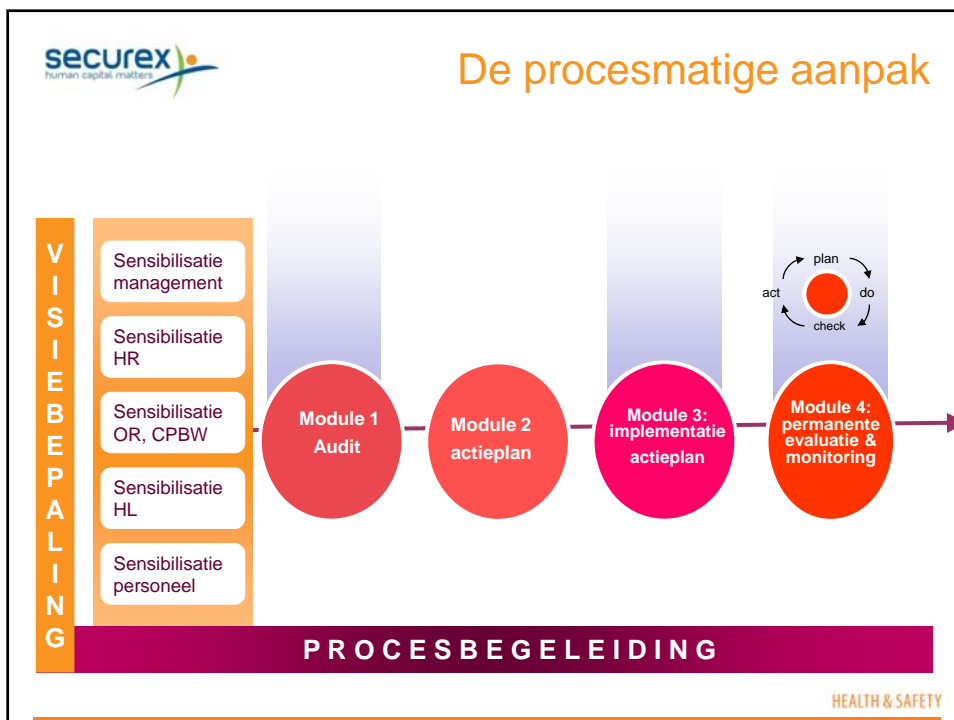 securex
human capital matters
De procesmatige aanpak
VISIEBEPALING
Sensibilisatie
management
Sensibilisatie
HR
Sensibilisatie
OR, CPBW
Sensibilisatie
HL
Sensibilisatie
personeel
Module 1
Audit
Module 2
actieplan
Module 3:
implementatie
actieplan
plan
act
do
check
Module 4:
permanente
evaluatie &
monitoring
PROCESBEGELEIDING
HEALTH & SAFETY